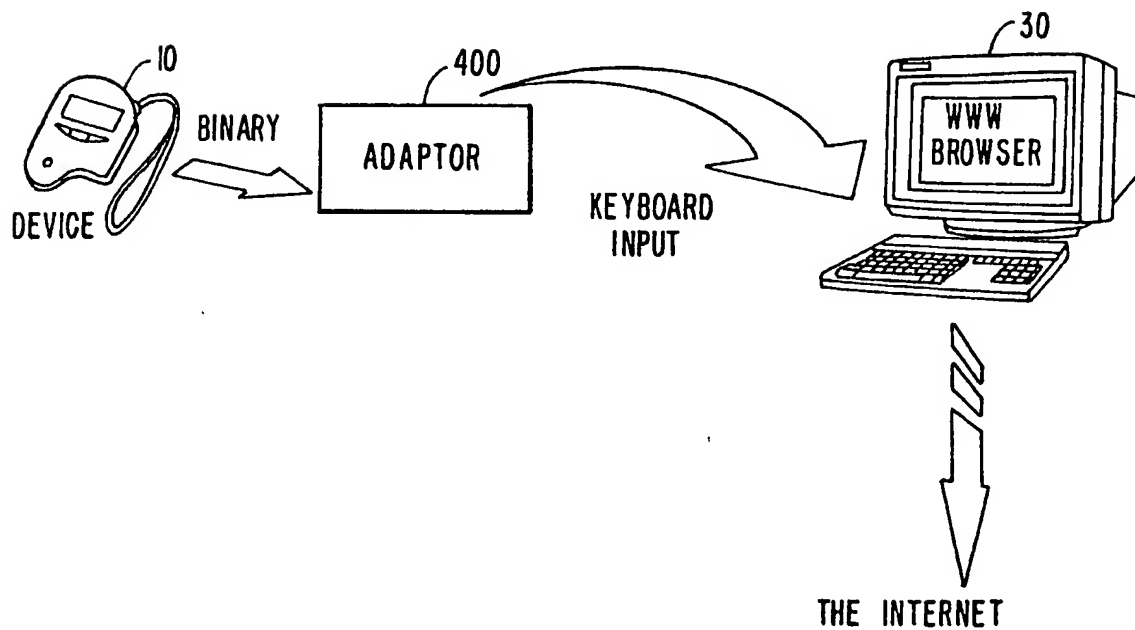 10
400
30
BINARY
ADAPTOR
WWW
BROWSER
DEVICE
KEYBOARD
INPUT
THE INTERNET